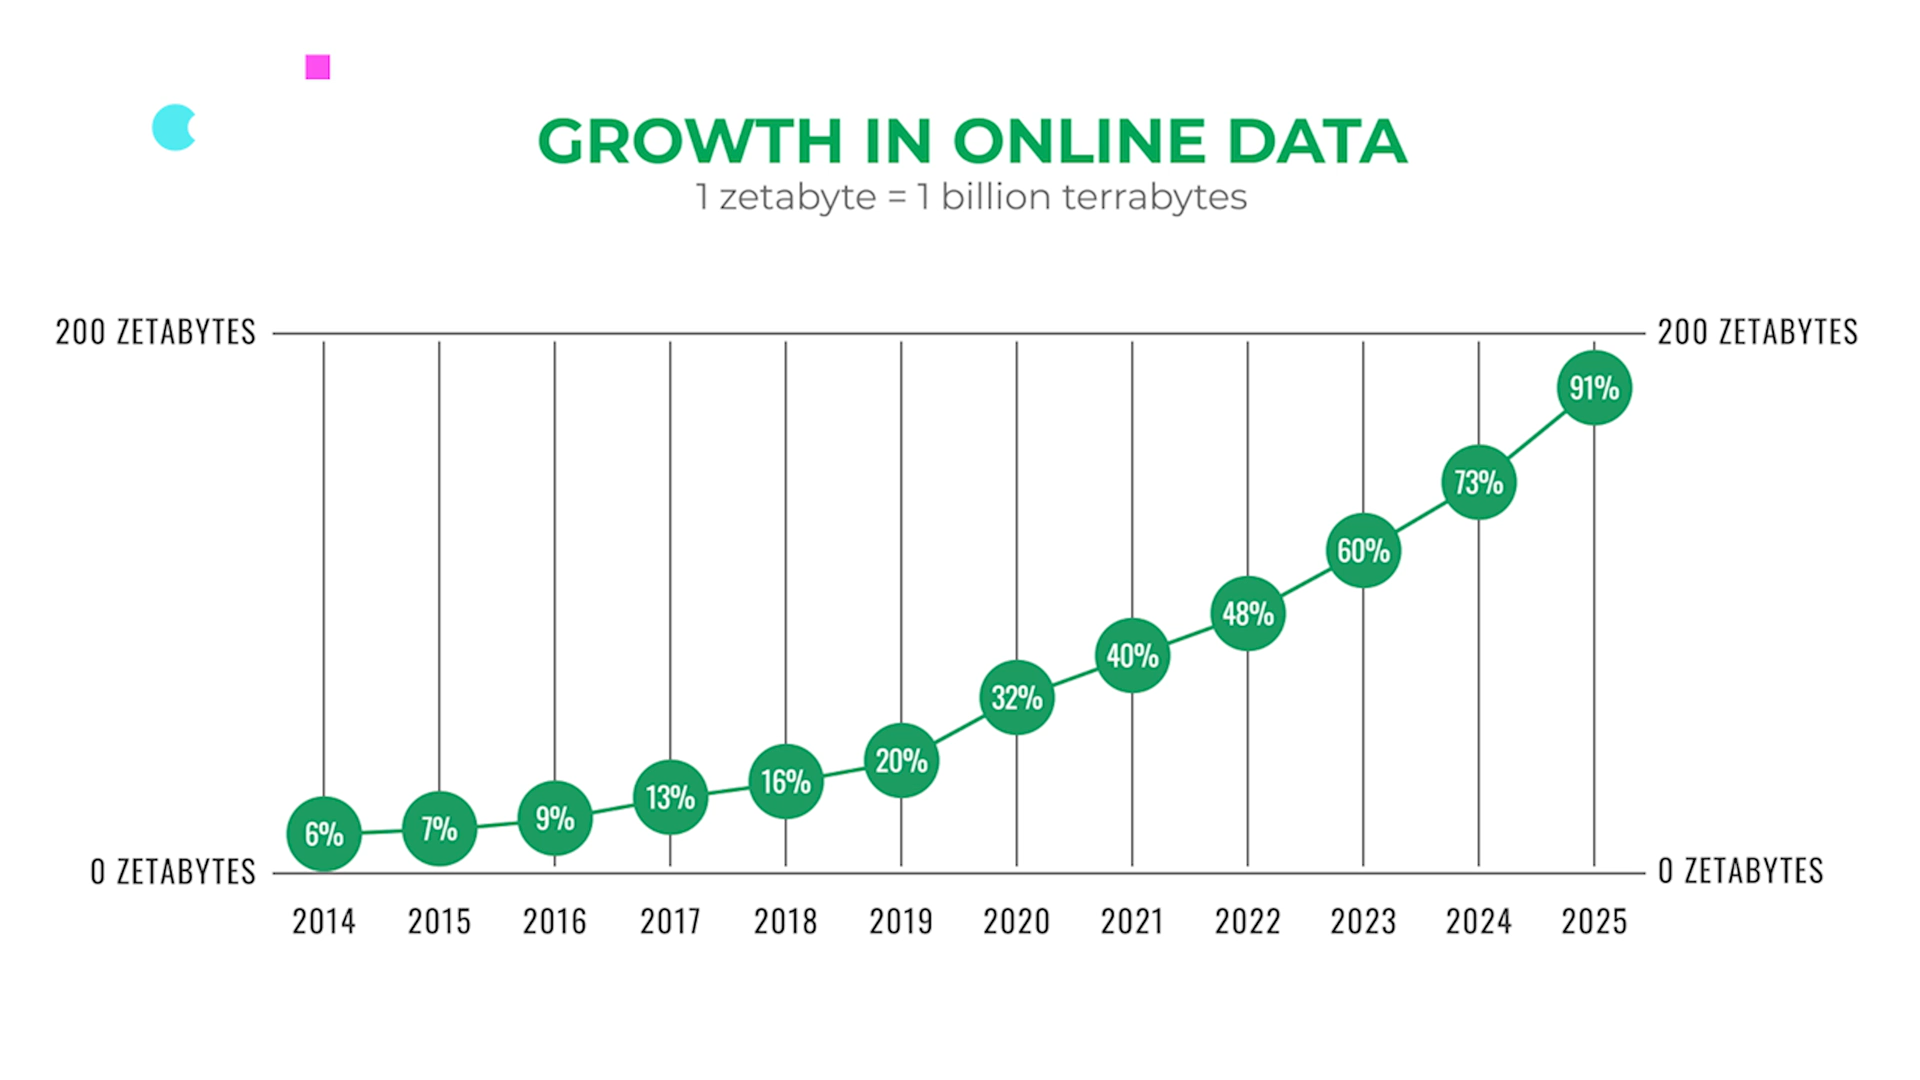 GROWTH IN ONLINE DATA
1 zetabyte = 1 billion terrabytes
200 ZETABYTES
200 ZETABYTES
91%
73%
60%
48%
40%
32%
20%
16%
13%
9%
7%
6%
0 ZETABYTES
0 ZETABYTES
2014 2015 2016 2017 2018 2019 2020 2021 2022 2023 2024 2025